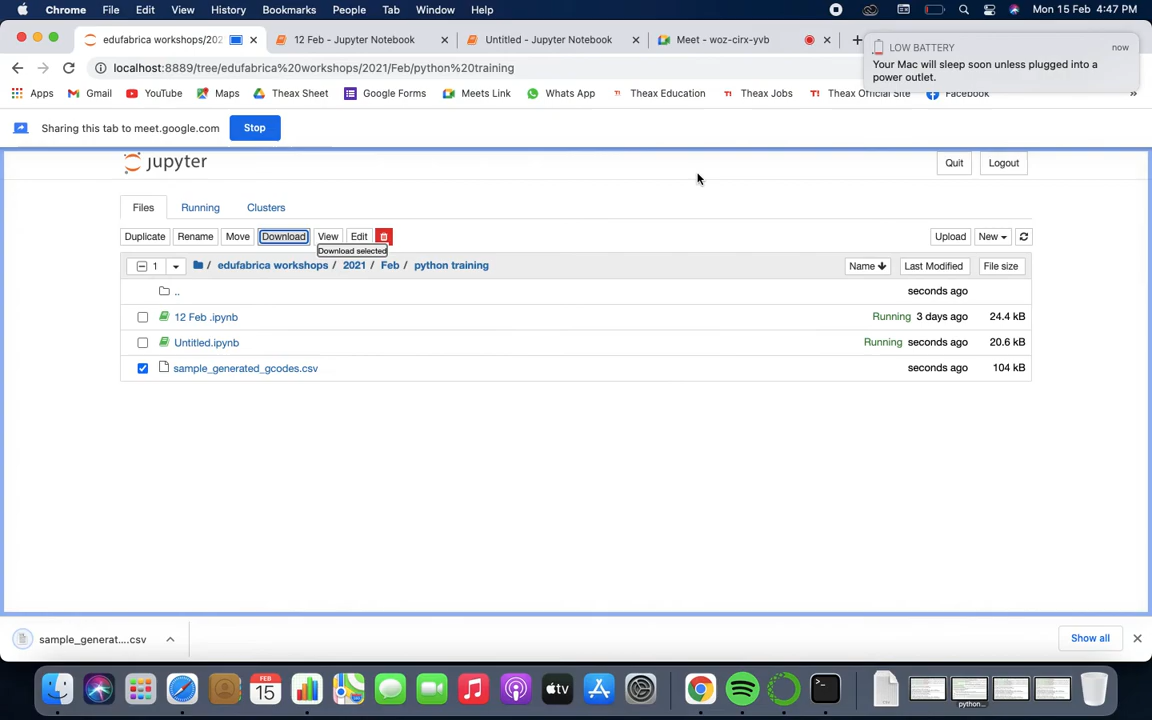 Chrome File Edit View History Bookmarks People Tab Window Help Mon 15 Feb 4:47 PM
edufabrica workshops/202 12 Feb - Jupyter Notebook Untitled - Jupyter Notebook Meet - woz-cirx-yvb
LOW BATTERY now
Your Mac will sleep soon unless plugged into a
power outlet.
localhost:8889/tree/edufabrica%20workshops/2021/Feb/python%20training
Apps Gmail YouTube Maps Theax Sheet Google Forms Meets Link Whats App Theax Education Theax Jobs Theax Official Site Facebook »
Sharing this tab to meet.google.com Stop
jupyter Quit Logout
Files Running Clusters
Duplicate Rename Move Download View Edit Upload New
Download selected
1 / edufabrica workshops / 2021 / Feb / python training Name Last Modified File size
.. seconds ago
12 Feb .ipynb Running 3 days ago 24.4 kB
Untitled.ipynb Running seconds ago 20.6 kB
sample_generated_gcodes.csv seconds ago 104 kB
sample_generat....csv Show all
FEB
15
tv
python...